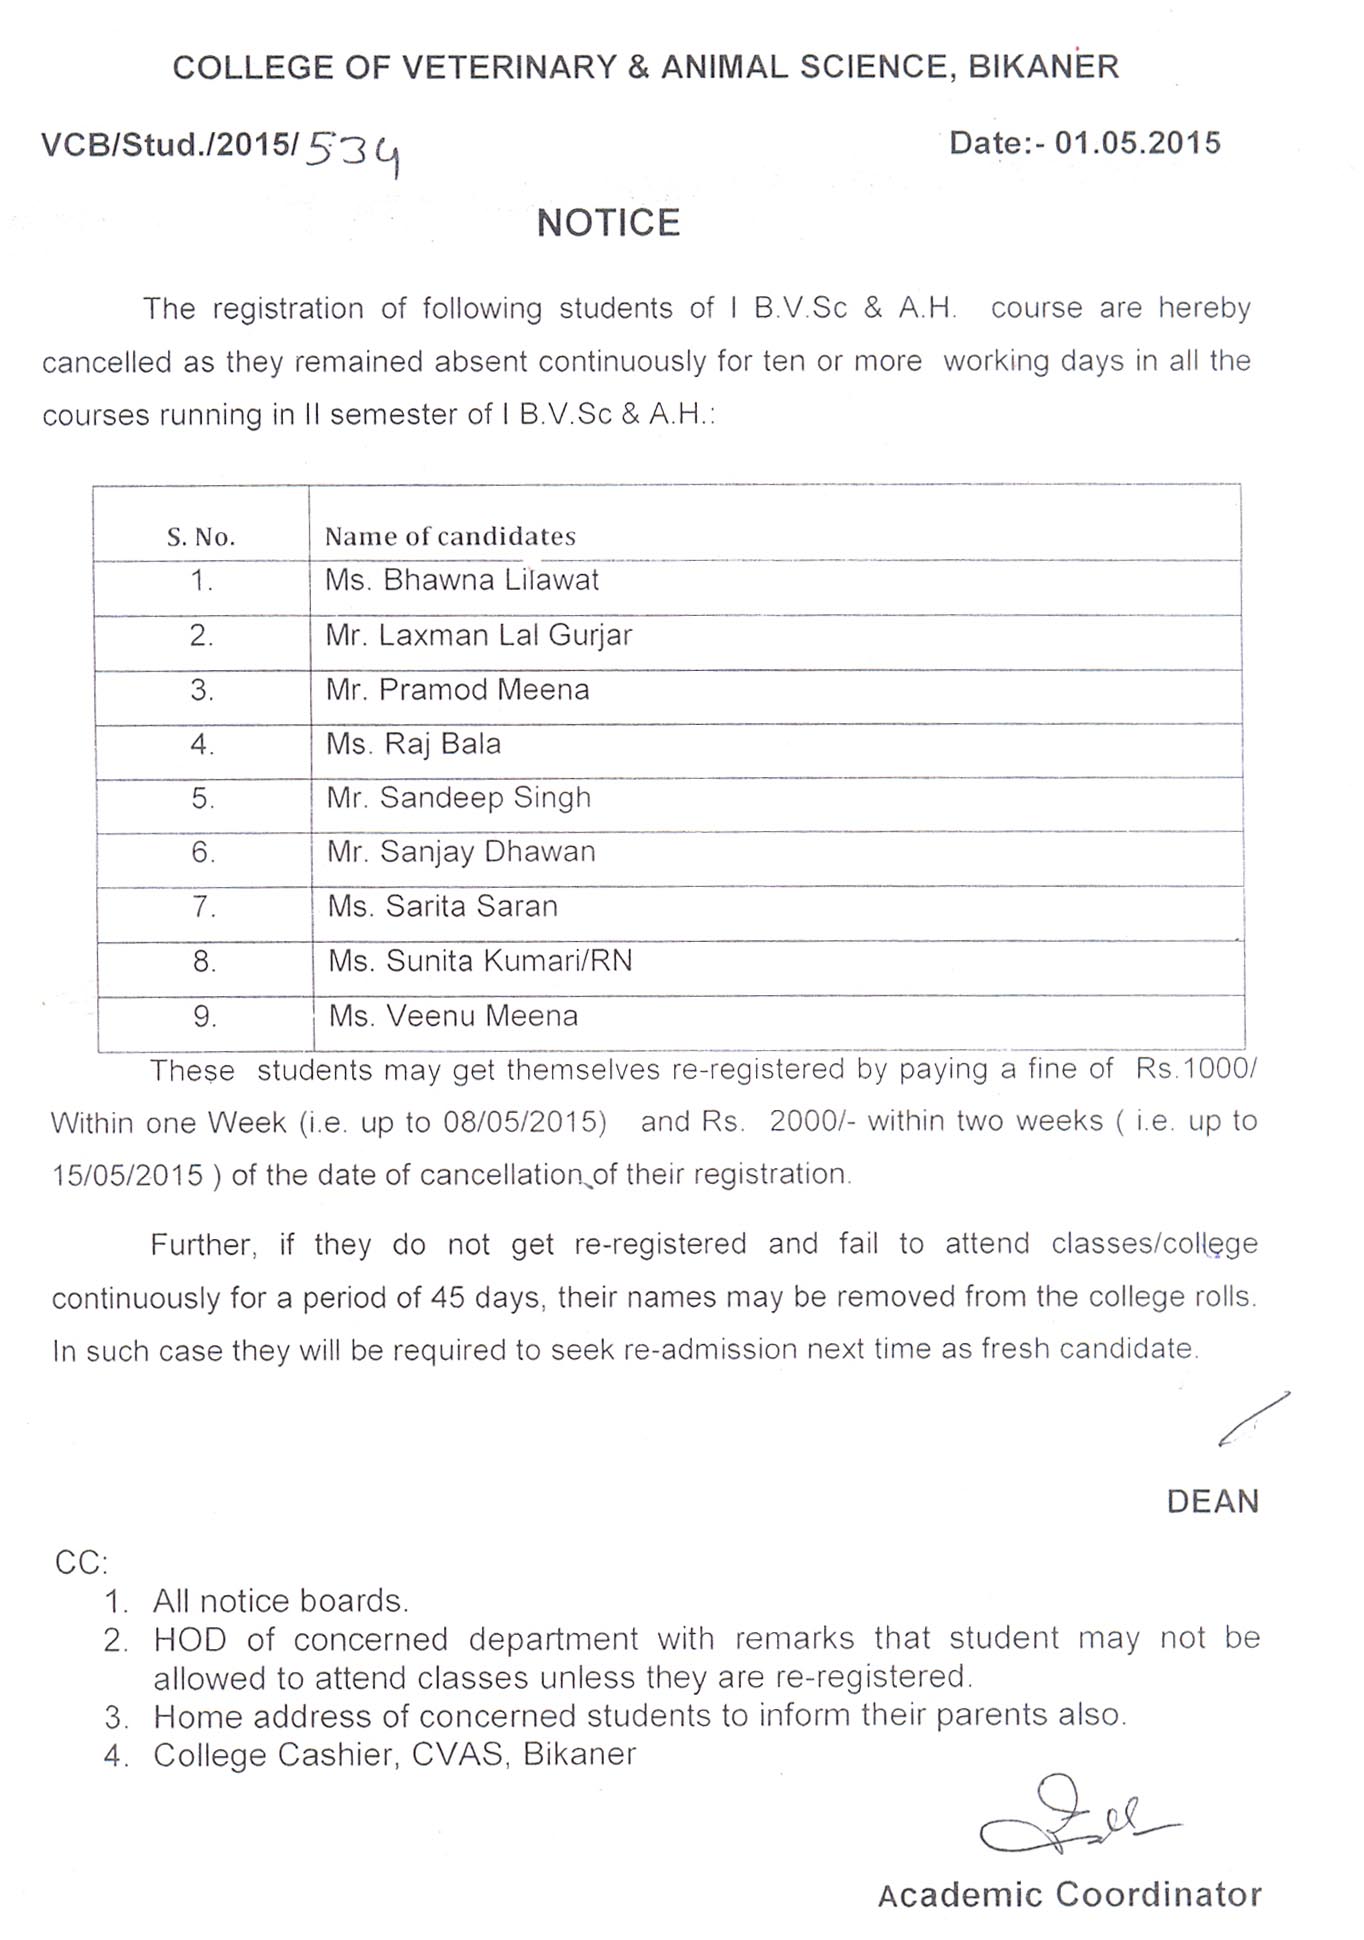 COLLEGE OF VETERINARY & ANIMAL SCIENCE, BIKANER
VCB/Stud./2015/534 Date:- 01.05.2015
NOTICE
The registration of following students of I B.V.Sc & A.H. course are hereby
cancelled as they remained absent continuously for ten or more working days in all the
courses running in II semester of I B.V.Sc & A.H.:
S. No. Name of candidates
1. Ms. Bhawna Lilawat
2. Mr. Laxman Lal Gurjar
3. Mr. Pramod Meena
4. Ms. Raj Bala
5. Mr. Sandeep Singh
6. Mr. Sanjay Dhawan
7. Ms. Sarita Saran
8. Ms. Sunita Kumari/RN
9. Ms. Veenu Meena
These students may get themselves re-registered by paying a fine of Rs.1000/
Within one Week (i.e. up to 08/05/2015) and Rs. 2000/- within two weeks ( i.e. up to
15/05/2015 ) of the date of cancellation of their registration.
Further, if they do not get re-registered and fail to attend classes/college
continuously for a period of 45 days, their names may be removed from the college rolls.
In such case they will be required to seek re-admission next time as fresh candidate.
DEAN
CC:
1. All notice boards.
2. HOD of concerned department with remarks that student may not be
allowed to attend classes unless they are re-registered.
3. Home address of concerned students to inform their parents also.
4. College Cashier, CVAS, Bikaner
Academic Coordinator